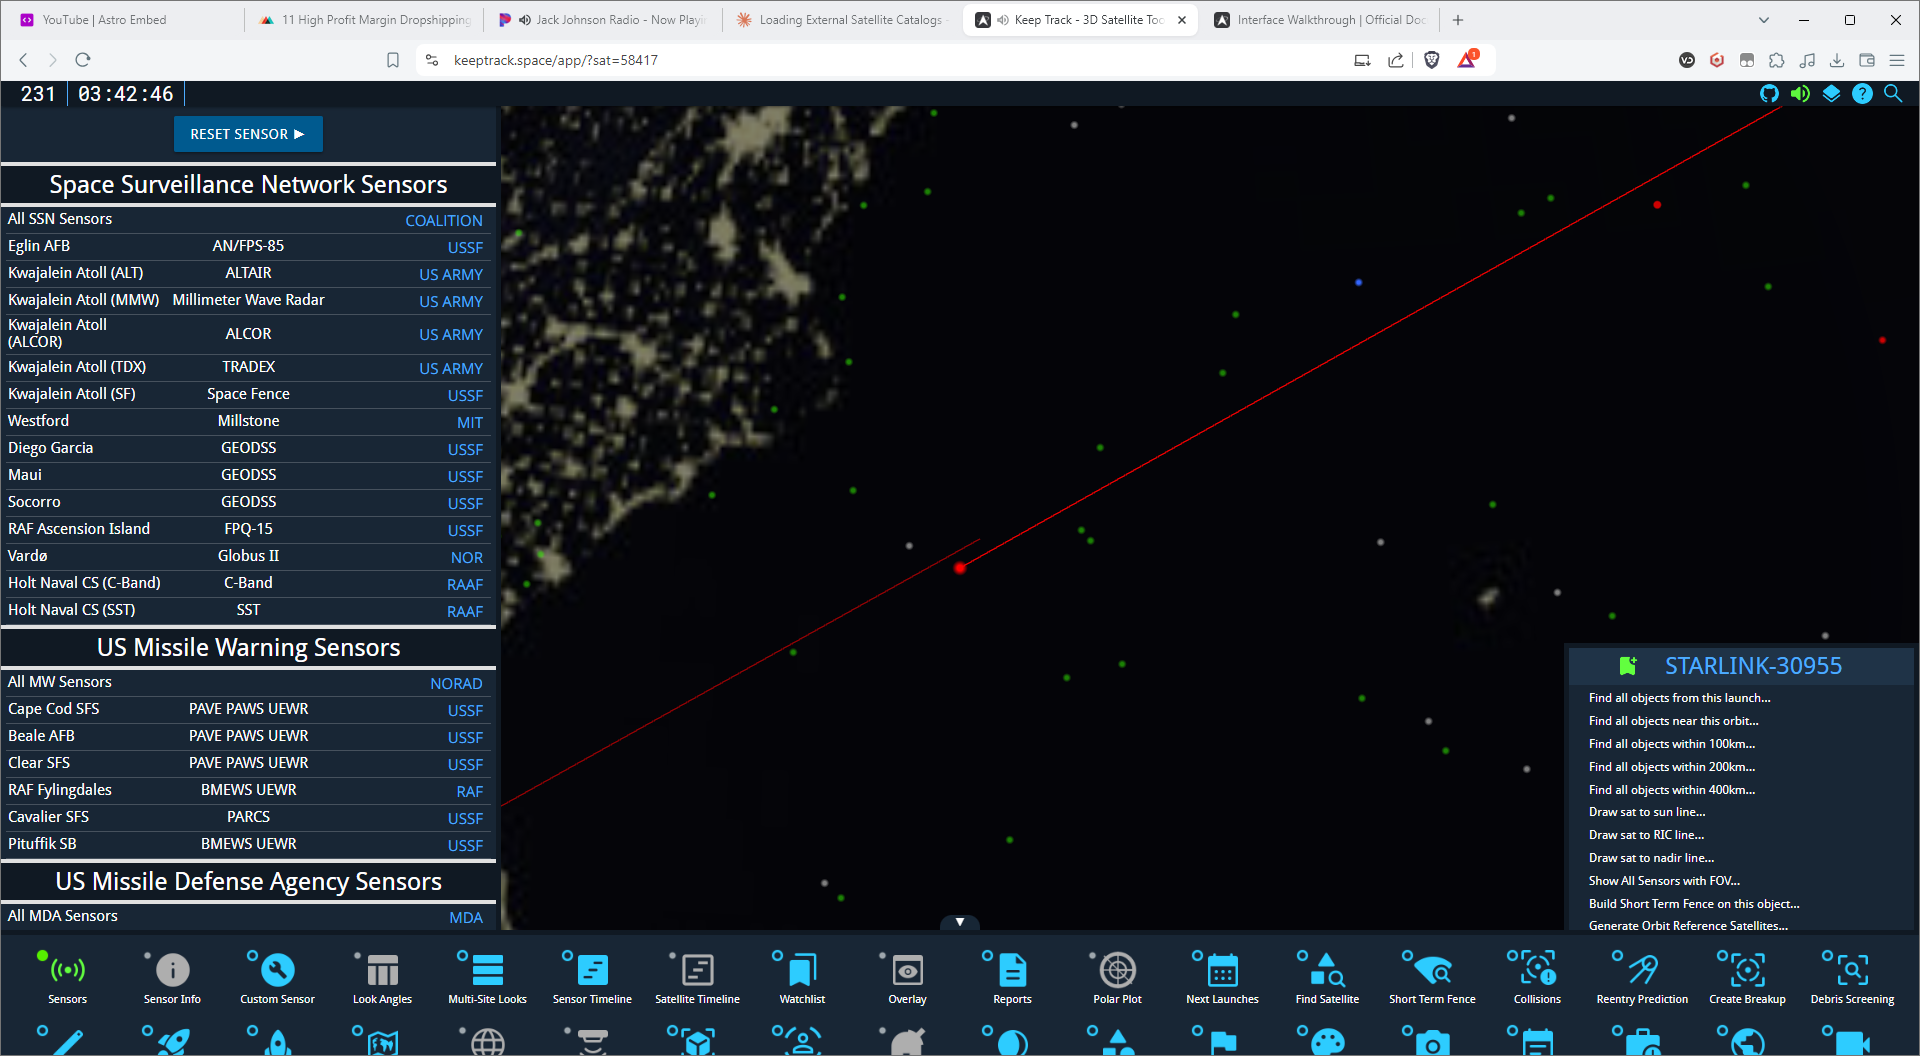 YouTube | Astro Embed
11 High Profit Margin Dropshipping
Jack Johnson Radio - Now Playi
Loading External Satellite Catalogs
Keep Track - 3D Satellite Too
Interface Walkthrough | Official Doc
keeptrack.space/app/?sat=58417
1
231 03:42:46
RESET SENSOR
Space Surveillance Network Sensors
All SSN Sensors COALITION
Eglin AFB AN/FPS-85 USSF
Kwajalein Atoll (ALT) ALTAIR US ARMY
Kwajalein Atoll (MMW) Millimeter Wave Radar US ARMY
Kwajalein Atoll
(ALCOR) ALCOR US ARMY
Kwajalein Atoll (TDX) TRADEX US ARMY
Kwajalein Atoll (SF) Space Fence USSF
Westford Millstone MIT
Diego Garcia GEODSS USSF
Maui GEODSS USSF
Socorro GEODSS USSF
RAF Ascension Island FPQ-15 USSF
Vardø Globus II NOR
Holt Naval CS (C-Band) C-Band RAAF
Holt Naval CS (SST) SST RAAF
US Missile Warning Sensors
All MW Sensors NORAD
Cape Cod SFS PAVE PAWS UEWR USSF
Beale AFB PAVE PAWS UEWR USSF
Clear SFS PAVE PAWS UEWR USSF
RAF Fylingdales BMEWS UEWR RAF
Cavalier SFS PARCS USSF
Pituffik SB BMEWS UEWR USSF
US Missile Defense Agency Sensors
All MDA Sensors MDA
STARLINK-30955
Find all objects from this launch...
Find all objects near this orbit...
Find all objects within 100km...
Find all objects within 200km...
Find all objects within 400km...
Draw sat to sun line...
Draw sat to RIC line...
Draw sat to nadir line...
Show All Sensors with FOV...
Build Short Term Fence on this object...
Generate Orbit Reference Satellites...
Sensors
Sensor Info
Custom Sensor
Look Angles
Multi-Site Looks
Sensor Timeline
Satellite Timeline
Watchlist
Overlay
Reports
Polar Plot
Next Launches
Find Satellite
Short Term Fence
Collisions
Reentry Prediction
Create Breakup
Debris Screening